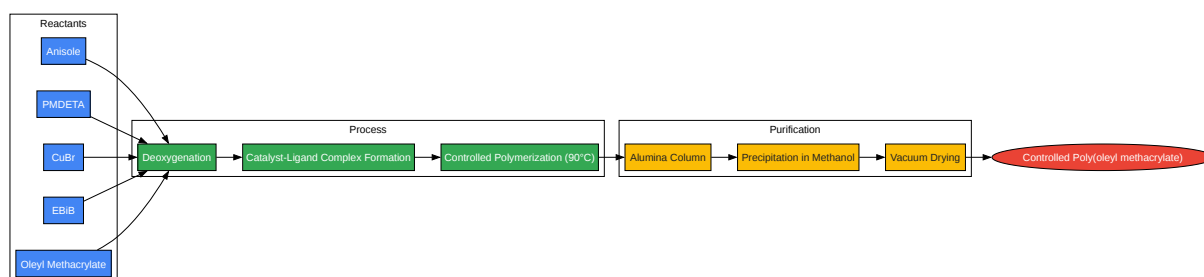 Reactants
Anisole
PMDETA
CuBr
EBiB
Oleyl Methacrylate
Process
Deoxygenation
Catalyst-Ligand Complex Formation
Controlled Polymerization (90°C)
Purification
Alumina Column
Precipitation in Methanol
Vacuum Drying
Controlled Poly(oleyl methacrylate)